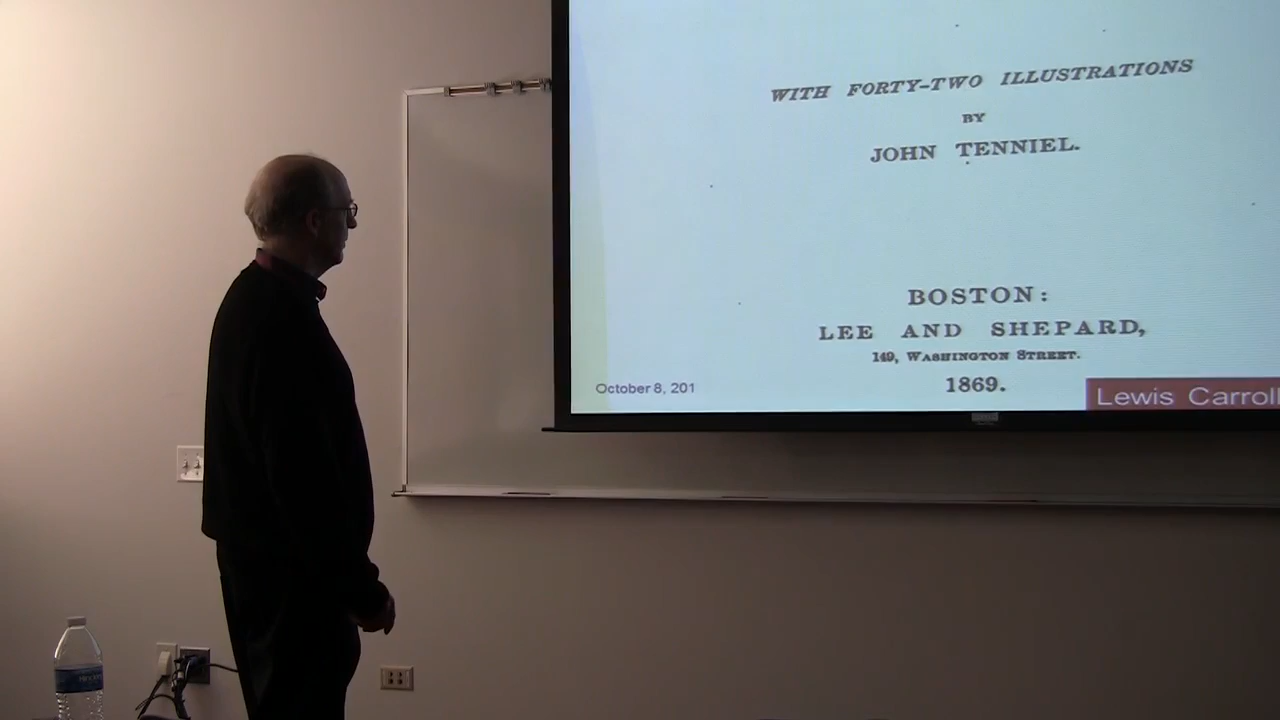 WITH FORTY-TWO ILLUSTRATIONS
BY
JOHN TENNIEL.
BOSTON:
LEE AND SHEPARD,
149, WASHINGTON STREET.
1869.
October 8, 201
Lewis Carroll